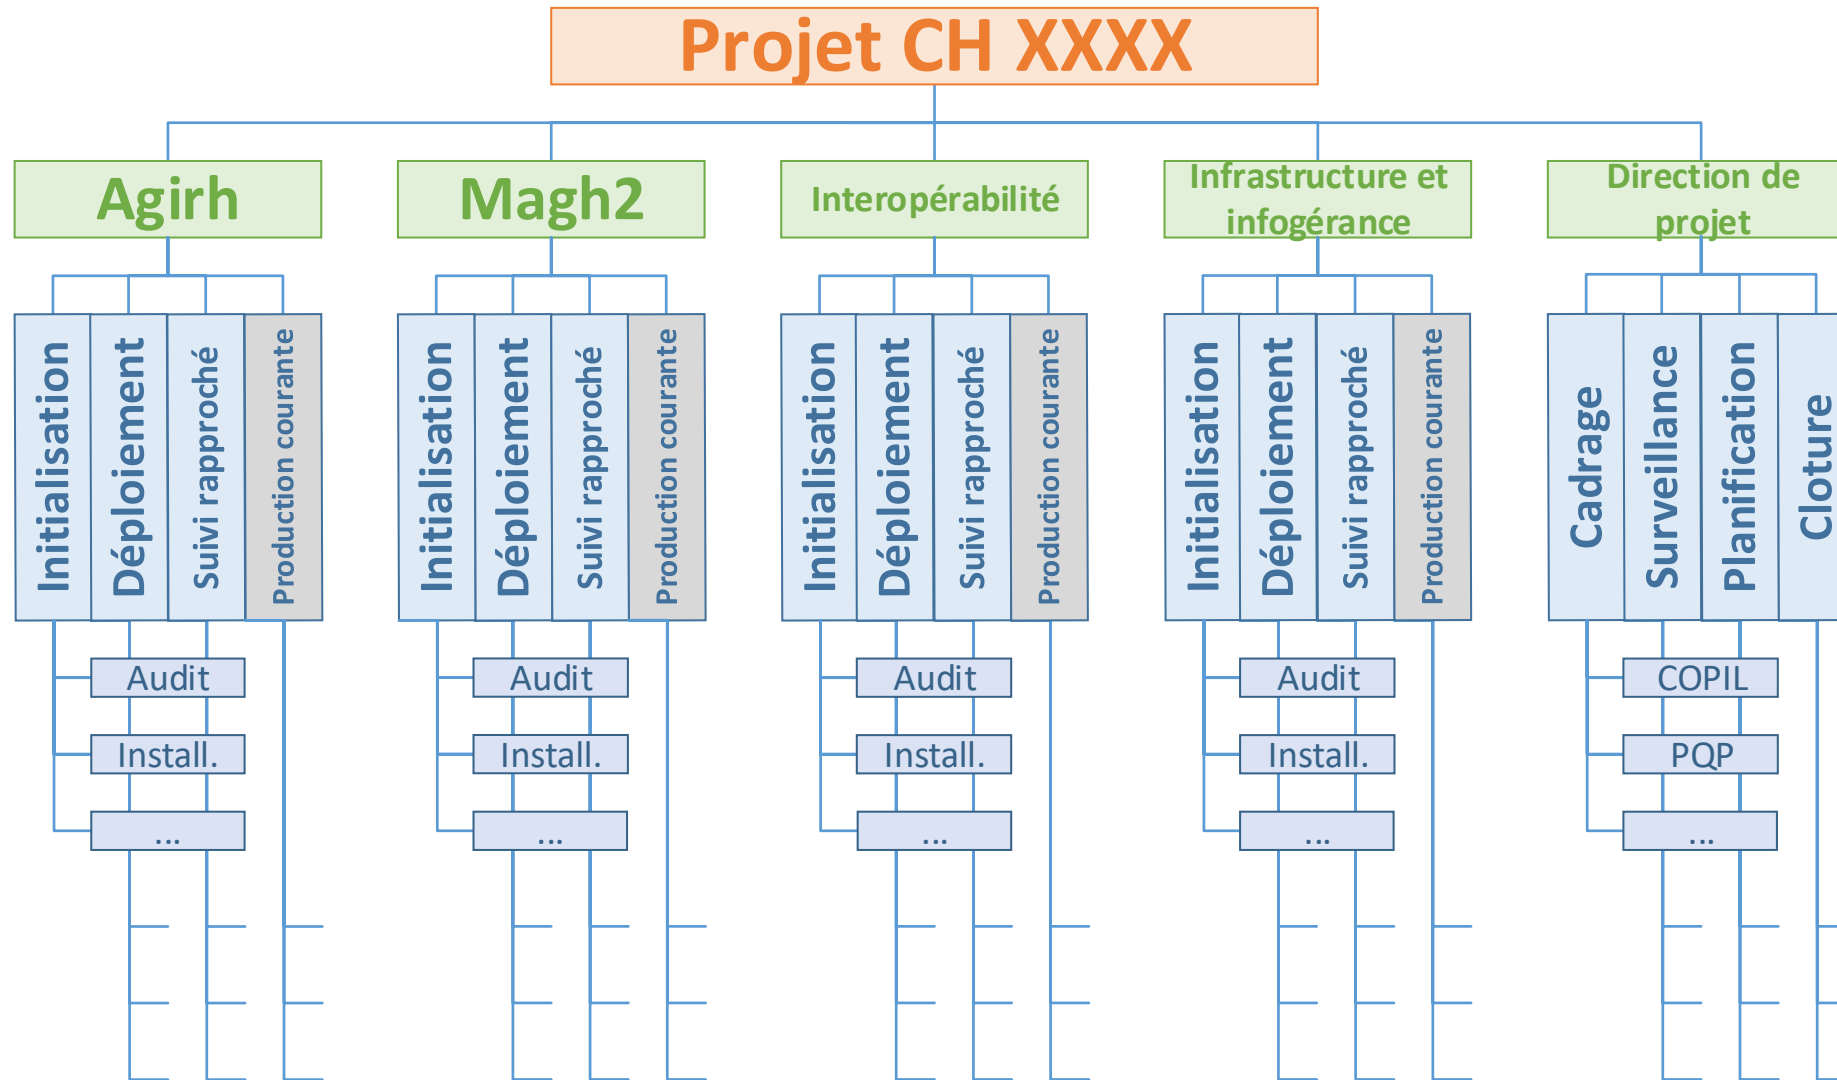 Projet CH XXXX
Agirh
Magh2
Interopérabilité
Infrastructure et
infogérance
Direction de
projet
Initialisation
Déploiement
Suivi rapproché
Production courante
Initialisation
Déploiement
Suivi rapproché
Production courante
Initialisation
Déploiement
Suivi rapproché
Production courante
Initialisation
Déploiement
Suivi rapproché
Production courante
Cadrage
Surveillance
Planification
Cloture
Audit
Audit
Audit
Audit
COPIL
Install.
Install.
Install.
Install.
PQP
...
...
...
...
...